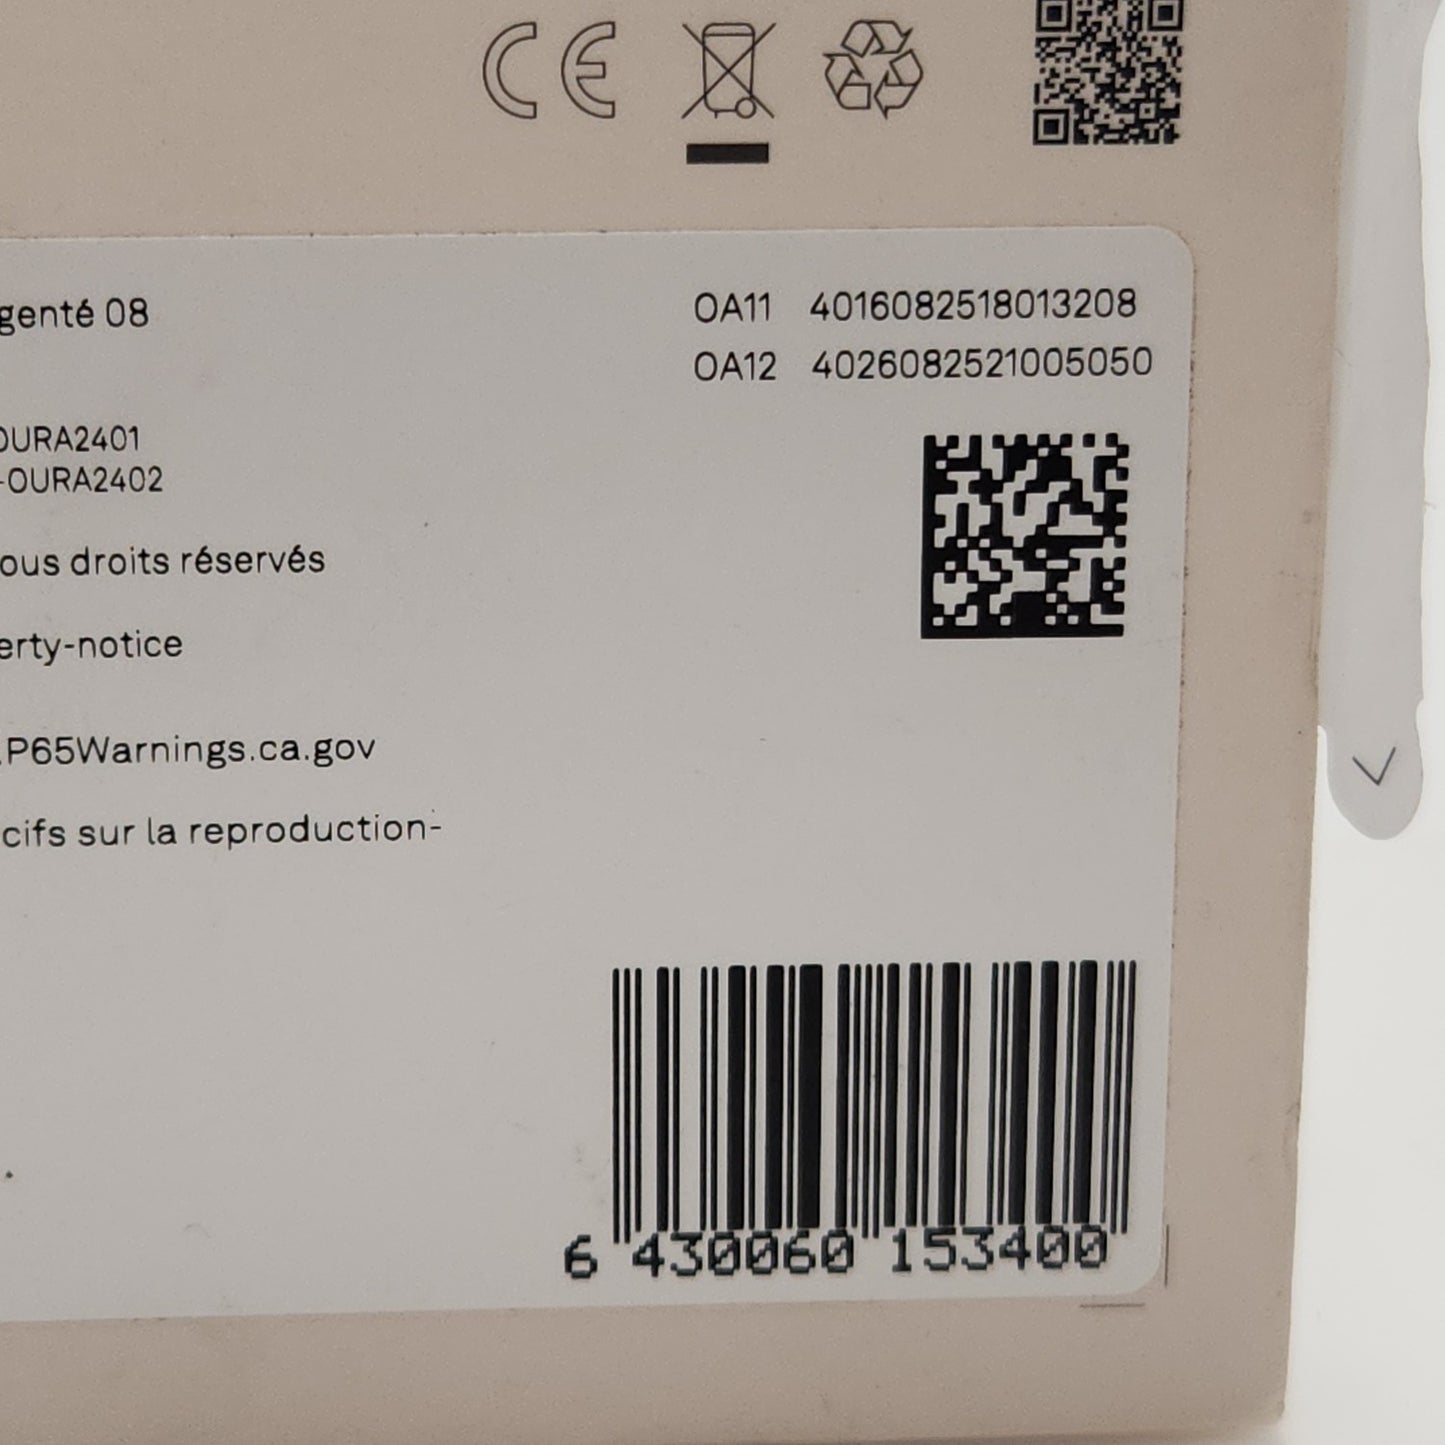 CE
genté 08
OA11 4016082518013208
OA12 4026082521005050
OURA2401
-OURA2402
ous droits réservés
erty-notice
.P65Warnings.ca.gov
cifs sur la reproduction-
6 430060 153400